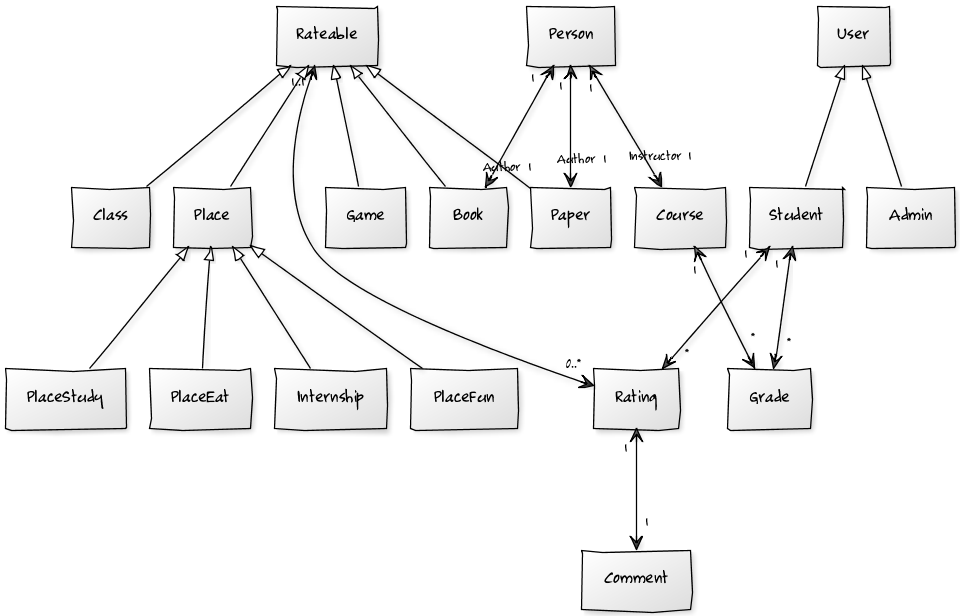 Rateable
Person
User
1..1
1
1
1
Author 1
Author 1
Instructor 1
Class
Place
Game
Book
Paper
Course
Student
Admin
1
1
1
*
*
*
0..*
PlaceStudy
PlaceEat
Internship
PlaceFun
Rating
Grade
1
1
Comment